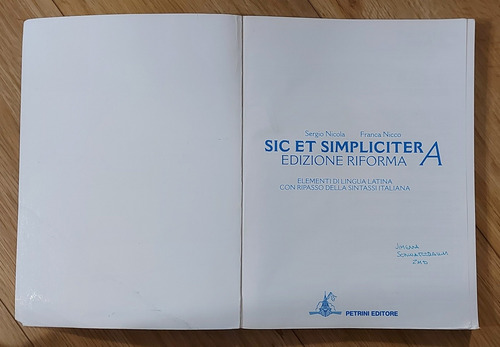 Sergio Nicola Franca Nicco
SIC ET SIMPLICITER A
EDIZIONE RIFORMA
ELEMENTI DI LINGUA LATINA
CON RIPASSO DELLA SINTASSI ITALIANA
PETRINI EDITORE